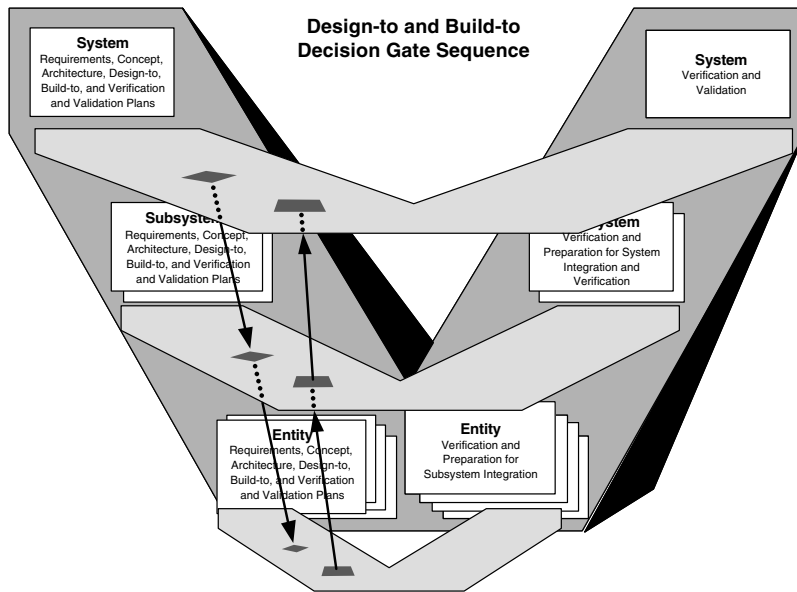 Design-to and Build-to
Decision Gate Sequence
System
Requirements, Concept,
Architecture, Design-to,
Build-to, and Verification
and Validation Plans
System
Verification and
Validation
Subsystem
Requirements, Concept,
Architecture, Design-to,
Build-to, and Verification
and Validation Plans
ystem
Verification and
Preparation for System
Integration and
Verification
Entity
Requirements, Concept,
Architecture, Design-to,
Build-to, and Verification
and Validation Plans
Entity
Verification and
Preparation for
Subsystem Integration